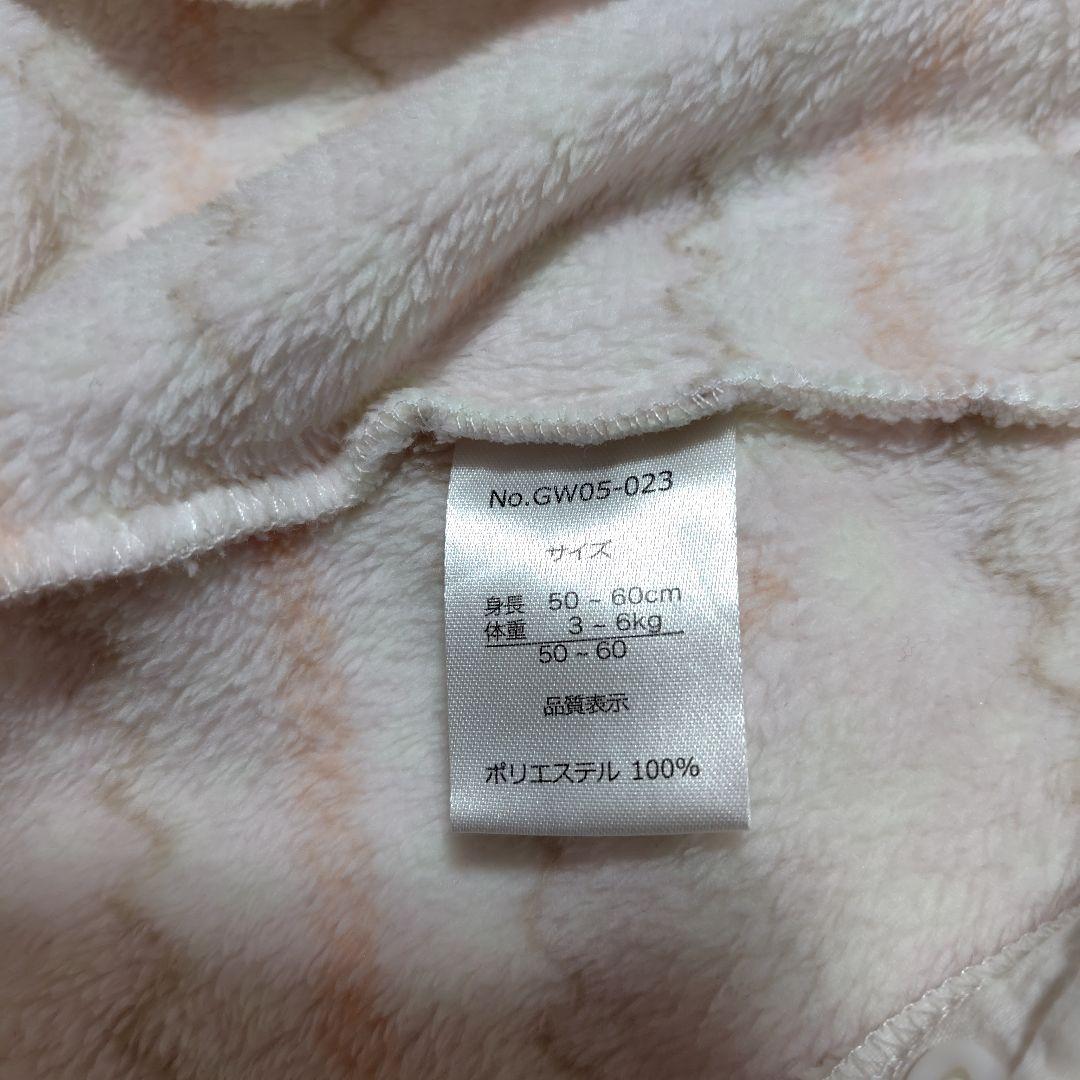 No.GW05-023
サイズ
身長 50~60cm
体重 3~6kg
50~60
品質表示
ポリエステル 100%